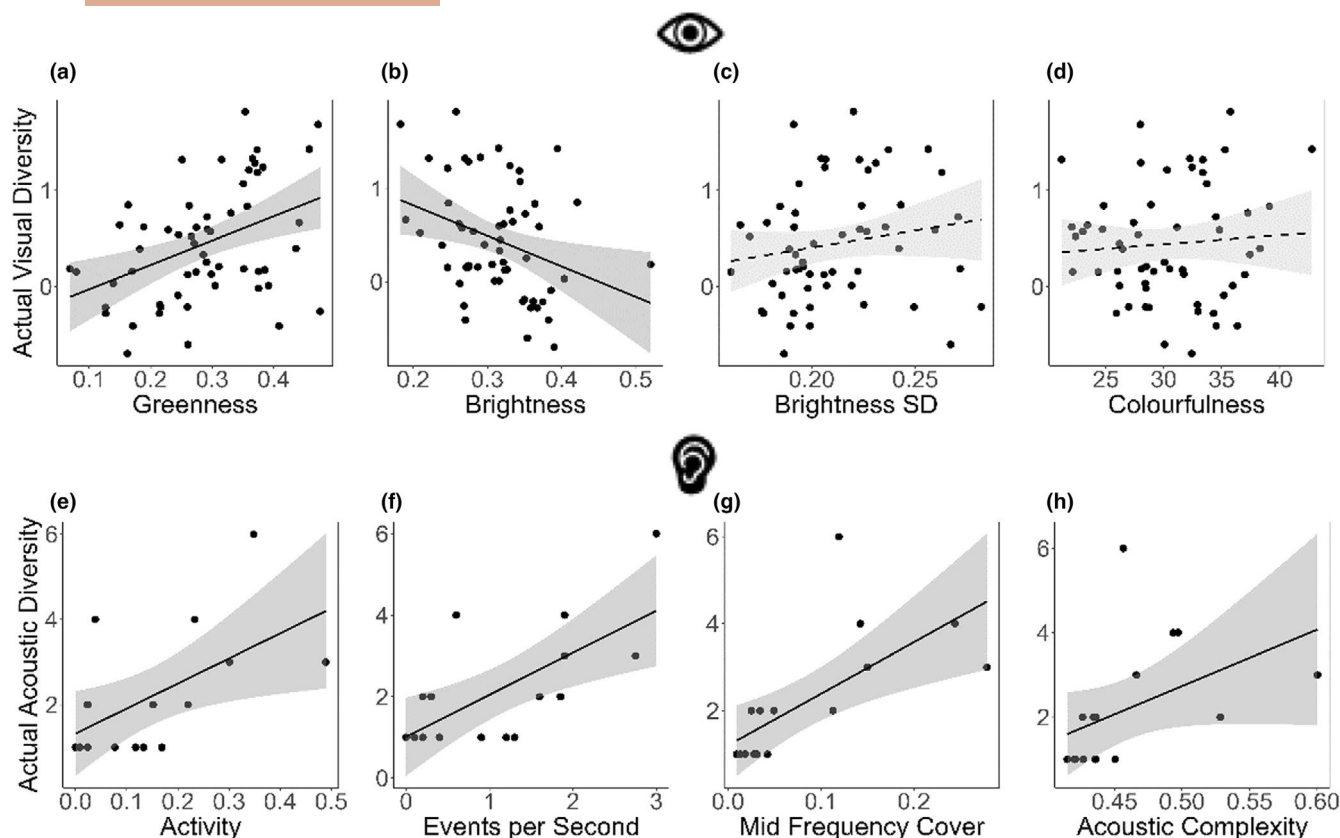 (a) (b) (c) (d)
Actual Visual Diversity
1 1 1 1
0 0 0 0
0.1 0.2 0.3 0.4 0.2 0.3 0.4 0.5 0.20 0.25 25 30 35 40
Greenness Brightness Brightness SD Colourfulness
(e) (f) (g) (h)
Actual Acoustic Diversity
6 6 6 6
4 4 4 4
2 2 2 2
0
0.0 0.1 0.2 0.3 0.4 0.5 0 1 2 3 0.0 0.1 0.2 0.45 0.50 0.55 0.60
Activity Events per Second Mid Frequency Cover Acoustic Complexity